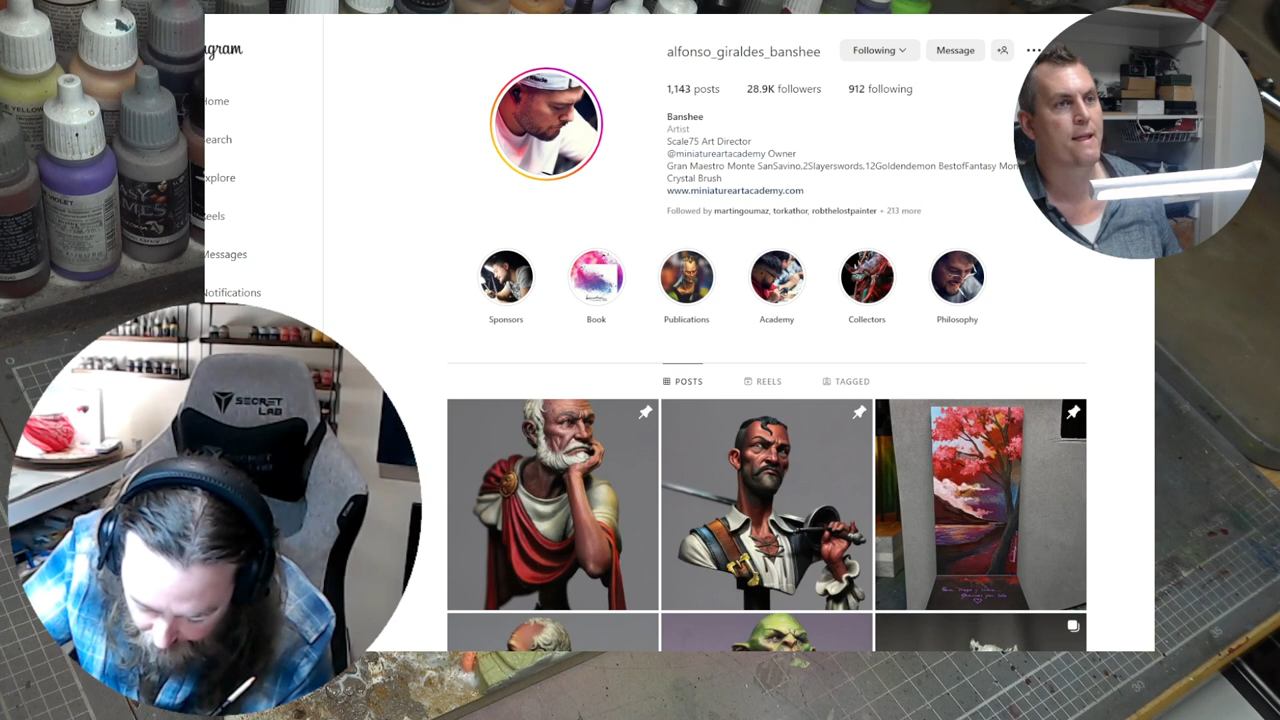 gram
Home
earch
xplore
eels
Messages
Notifications
alfonso_giraldes_banshee
Following
Message
1,143 posts 28.9K followers 912 following
Banshee
Artist
Scale75 Art Director
@miniatureartacademy Owner
Gran Maestro Monte SanSavino,2Slayerswords,12Goldendemon BestofFantasy Mon
Crystal Brush
www.miniatureartacademy.com
Followed by martingoumaz, torkathor, robthelostpainter + 213 more
Sponsors
Book
Publications
Academy
Collectors
Philosophy
POSTS
REELS
TAGGED
SECRET
LAB